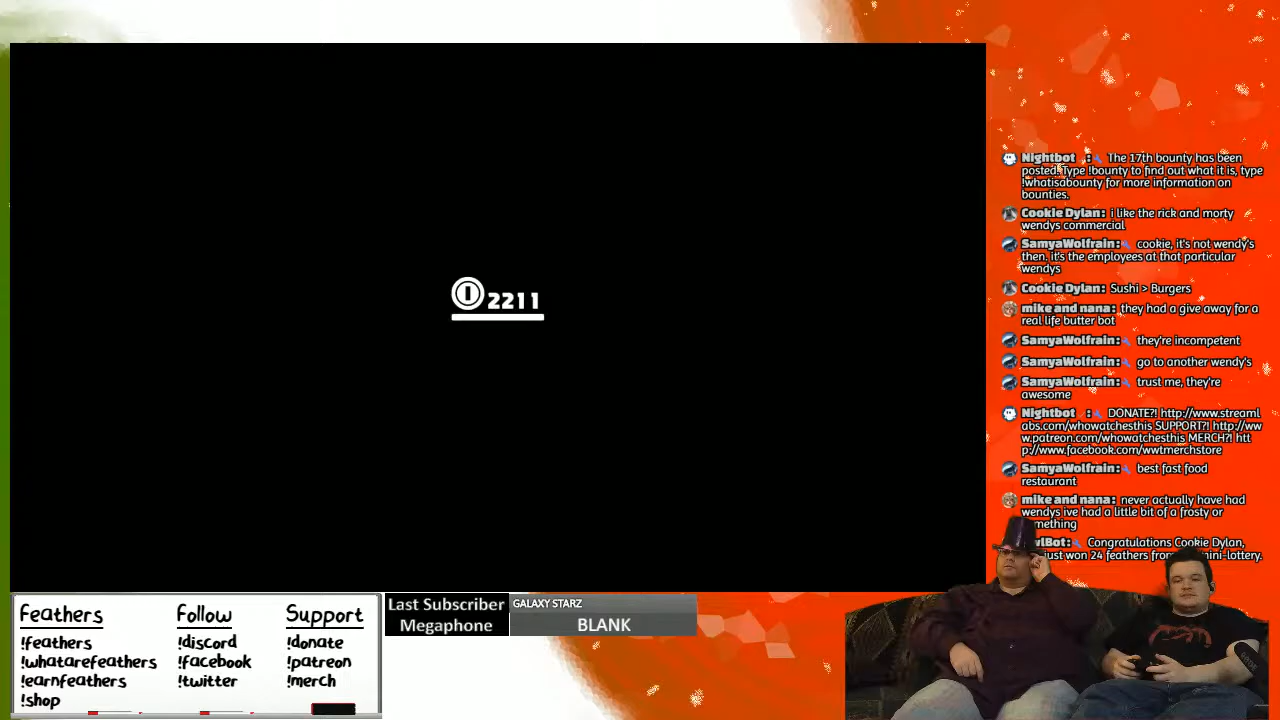 2211
Nightbot : The 17th bounty has been
posted! Type !bounty to find out what it is, type
!whatisabounty for more information on
bounties.
Cookie Dylan: i like the rick and morty
wendys commercial
SamyaWolfrain: cookie, it's not wendy's
then, it's the employees at that particular
wendys
Cookie Dylan: Sushi > Burgers
mike and nana: they had a give away for a
real life butter bot
SamyaWolfrain: they're incompetent
SamyaWolfrain: go to another wendy's
SamyaWolfrain: trust me, they're
awesome
Nightbot : DONATE?! http://www.streaml
abs.com/whowatchesthis SUPPORT?! http://ww
w.patreon.com/whowatchesthis MERCH?! htt
p://www.facebook.com/wwtmerchstore
SamyaWolfrain: best fast food
restaurant
mike and nana: never actually have had
wendys ive had a little bit of a frosty or
mething
wlBot: Congratulations Cookie Dylan,
just won 24 feathers from mini-lottery.
Feathers
!feathers
!whatarefeathers
!earnfeathers
!shop
Follow
!discord
!facebook
!twitter
Support
!donate
!patreon
!merch
Last Subscriber
Megaphone
GALAXY STARZ
BLANK